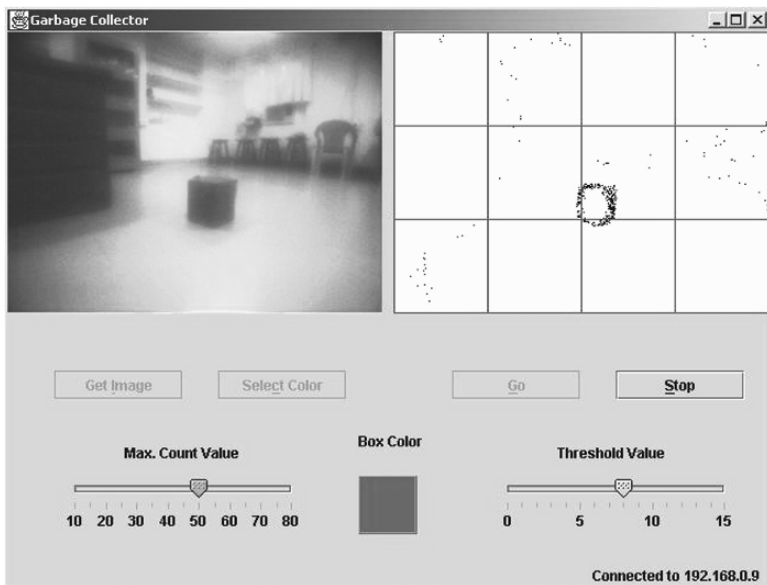 Garbage Collector
Get Image
Select Color
Go
Stop
Max. Count Value
Box Color
Threshold Value
10 20 30 40 50 60 70 80
0 5 10 15
Connected to 192.168.0.9